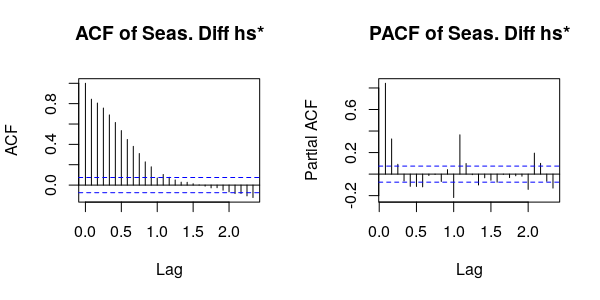 ACF of Seas. Diff hs*
ACF
0.0 0.4 0.8
0.0 0.5 1.0 1.5 2.0
Lag
PACF of Seas. Diff hs*
Partial ACF
-0.2 0.2 0.6
0.0 0.5 1.0 1.5 2.0
Lag